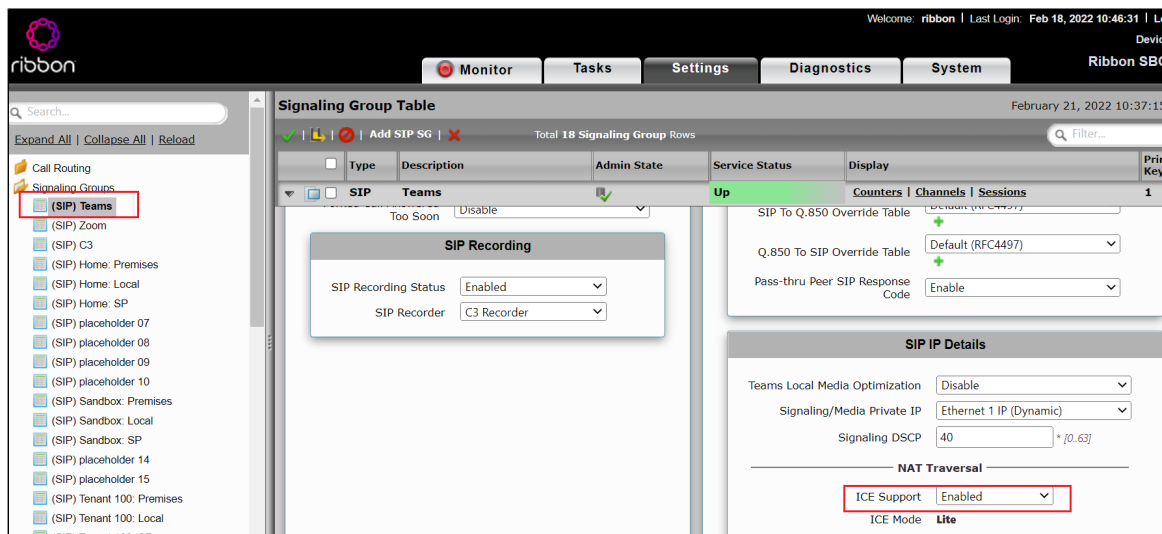 Welcome: ribbon | Last Login: Feb 18, 2022 10:46:31 |
ribbon
Ribbon SBC
Monitor Tasks Settings Diagnostics System
Search...
Expand All | Collapse All | Reload
Call Routing
Signaling Groups
(SIP) Teams
(SIP) Zoom
(SIP) C3
(SIP) Home: Premises
(SIP) Home: Local
(SIP) Home: SP
(SIP) placeholder 07
(SIP) placeholder 08
(SIP) placeholder 09
(SIP) placeholder 10
(SIP) Sandbox: Premises
(SIP) Sandbox: Local
(SIP) Sandbox: SP
(SIP) placeholder 14
(SIP) placeholder 15
(SIP) Tenant 100: Premises
(SIP) Tenant 100: Local
Signaling Group Table February 21, 2022 10:37:15
| | | Add SIP SG | Total 18 Signaling Group Rows Filter...
Type Description Admin State Service Status Display Key
SIP Teams Up Counters | Channels | Sessions 1
Too Soon Disable
SIP Recording
SIP Recording Status Enabled
SIP Recorder C3 Recorder
SIP To Q.850 Override Table Default (RFC4497)
Q.850 To SIP Override Table Default (RFC4497)
Pass-thru Peer SIP Response Code Enable
SIP IP Details
Teams Local Media Optimization Disable
Signaling/Media Private IP Ethernet 1 IP (Dynamic)
Signaling DSCP 40 * [0..63]
NAT Traversal
ICE Support Enabled
ICE Mode Lite